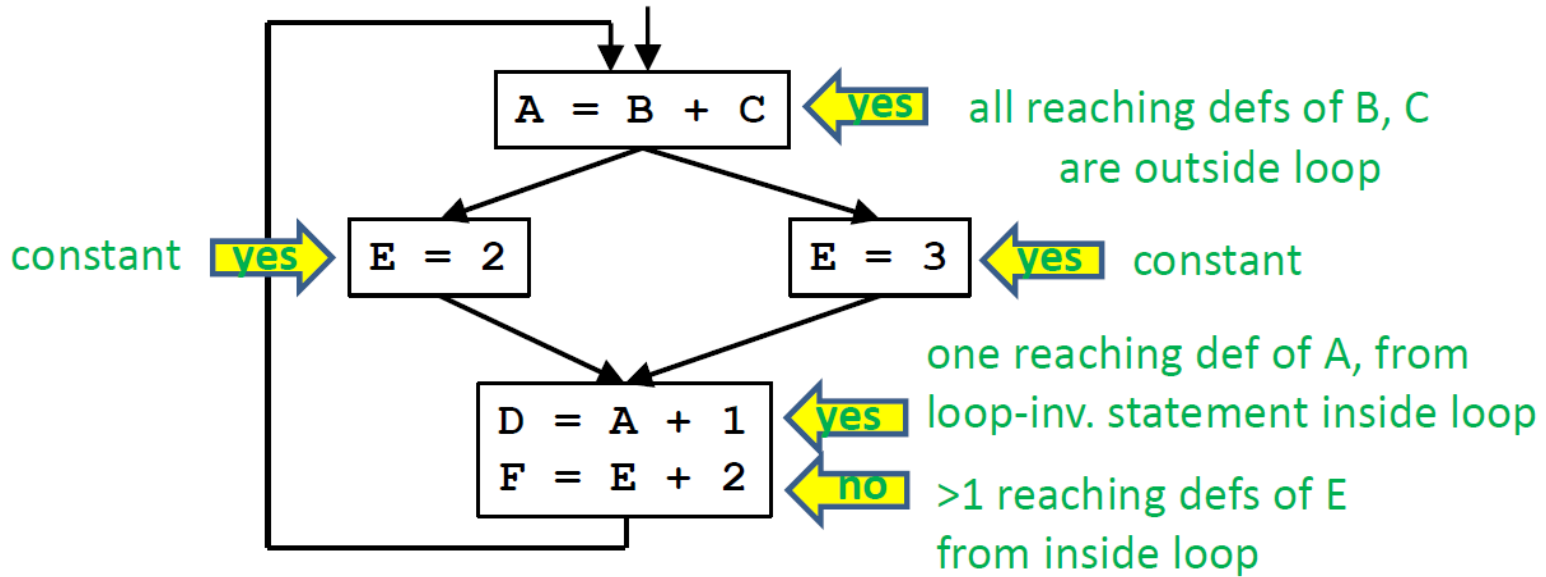 A = B + C
yes
all reaching defs of B, C
are outside loop
constant
yes
E = 2
E = 3
yes
constant
D = A + 1
F = E + 2
yes
one reaching def of A, from
loop-inv. statement inside loop
no
>1 reaching defs of E
from inside loop